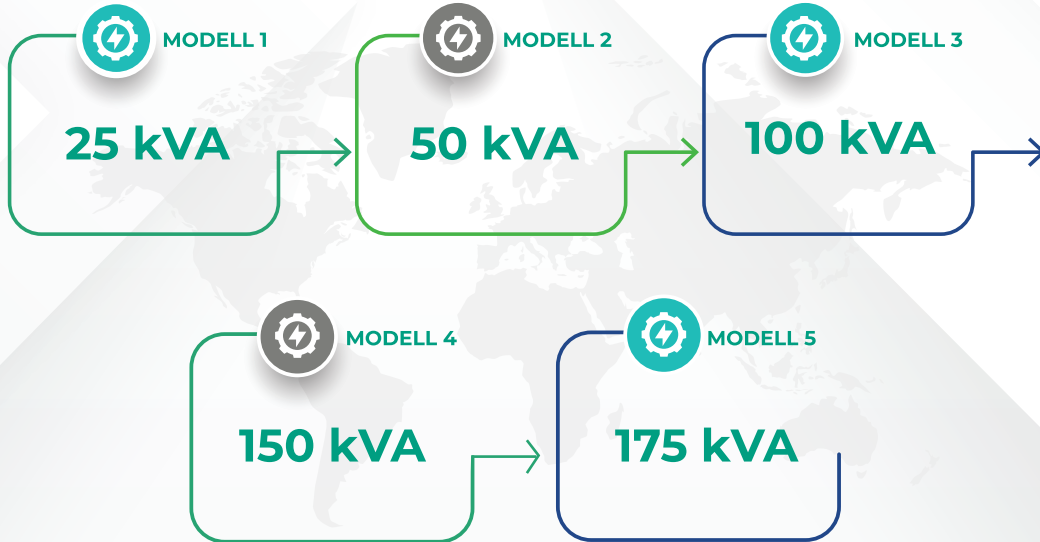 MODELL 1
25 kVA
MODELL 2
50 kVA
MODELL 3
100 kVA
MODELL 4
150 kVA
MODELL 5
175 kVA